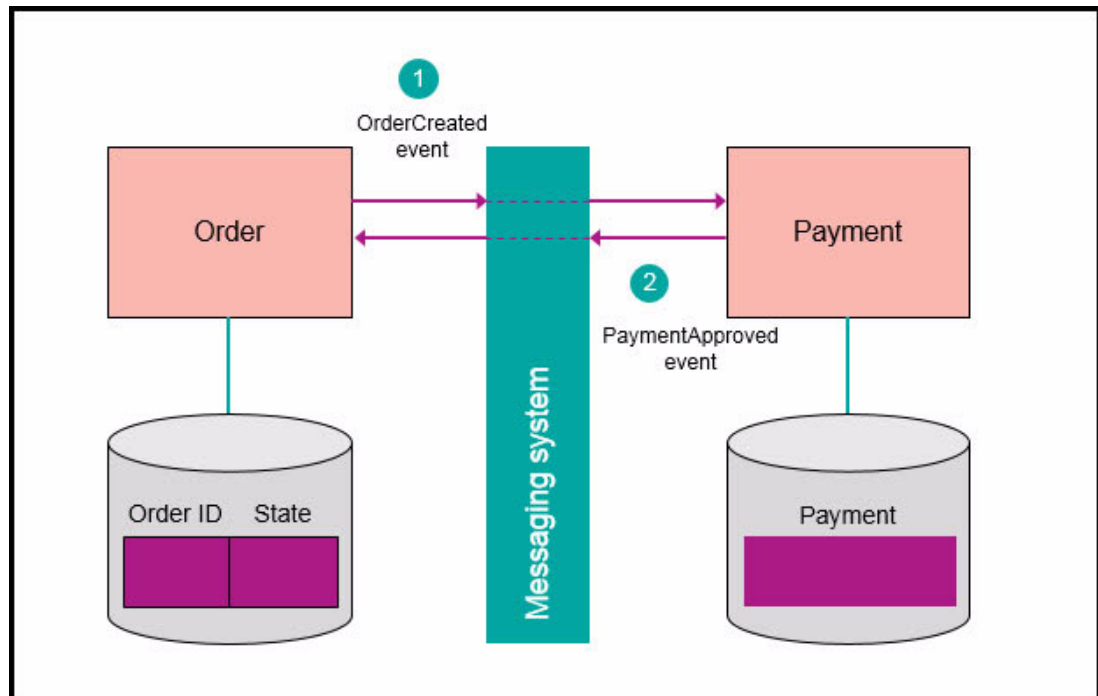 1
OrderCreated
event
Order
Payment
2
PaymentApproved
event
Messaging system
Order ID
State
Payment